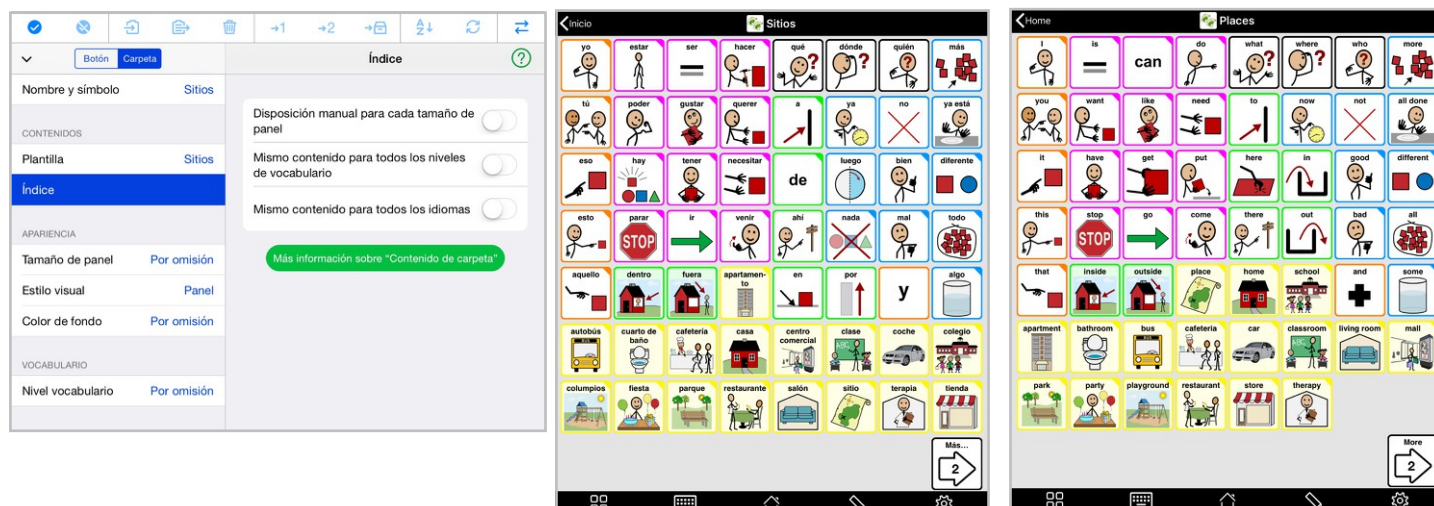 →1 →2 A Z
Botón Carpeta Índice ?
Nombre y símbolo Sitios
CONTENIDOS
Plantilla Sitios
Índice
APARIENCIA
Tamaño de panel Por omisión
Estilo visual Panel
Color de fondo Por omisión
VOCABULARIO
Nivel vocabulario Por omisión
Disposición manual para cada tamaño de
panel
Mismo contenido para todos los niveles
de vocabulario
Mismo contenido para todos los idiomas
Más información sobre “Contenido de carpeta”
Inicio Sitios
yo estar ser hacer qué dónde quién más
? ? ?
tú poder gustar querer a ya no ya está
eso hay tener necesitar de luego bien diferente
esto parar ir venir ahí nada mal todo
STOP
aquello dentro fuera apartamen-
to en por y algo
autobús cuarto de
baño cafetería casa centro
comercial clase coche colegio
BUS ABC
columpios fiesta parque restaurante salón sitio terapia tienda
Más...
2
Home Places
I is can do what where who more
? ? ?
you want like need to now not all done
it have get put here in good different
this stop go come there out bad all
STOP
that inside outside place home school and some
apartment bathroom bus cafeteria car classroom living room mall
BUS ABC
park party playground restaurant store therapy
More
2